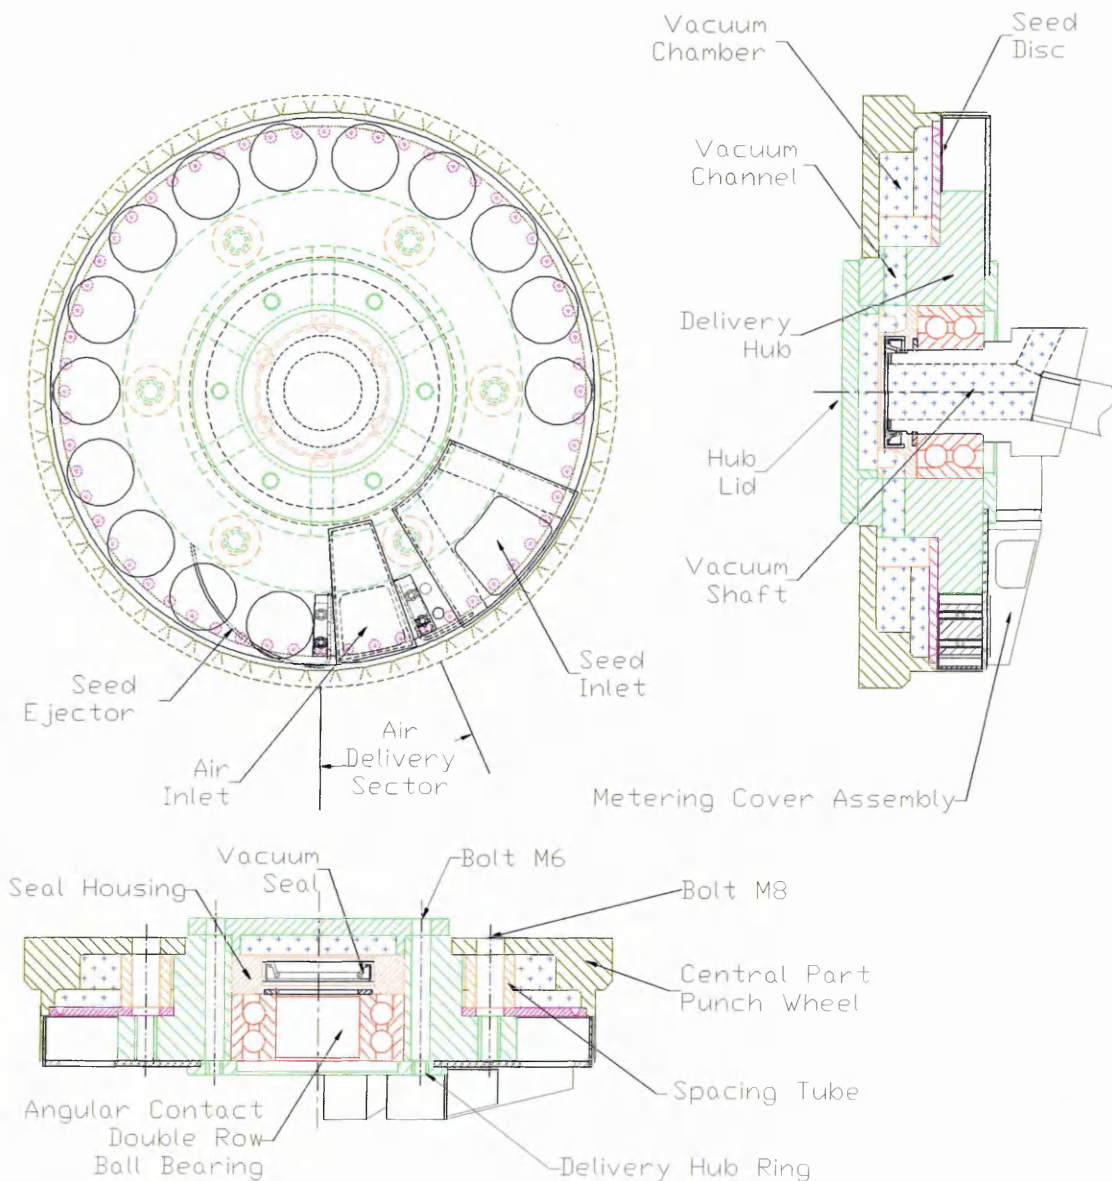 Vacuum
Chamber
Seed
Disc
Vacuum
Channel
Delivery
Hub
Hub
Lid
Vacuum
Shaft
Seed
Ejector
Air
Inlet
Air
Delivery
Sector
Seed
Inlet
Metering Cover Assembly
Vacuum
Seal
Seal Housing
Bolt M6
Bolt M8
Central Part
Punch Wheel
Spacing Tube
Angular Contact
Double Row
Ball Bearing
Delivery Hub Ring